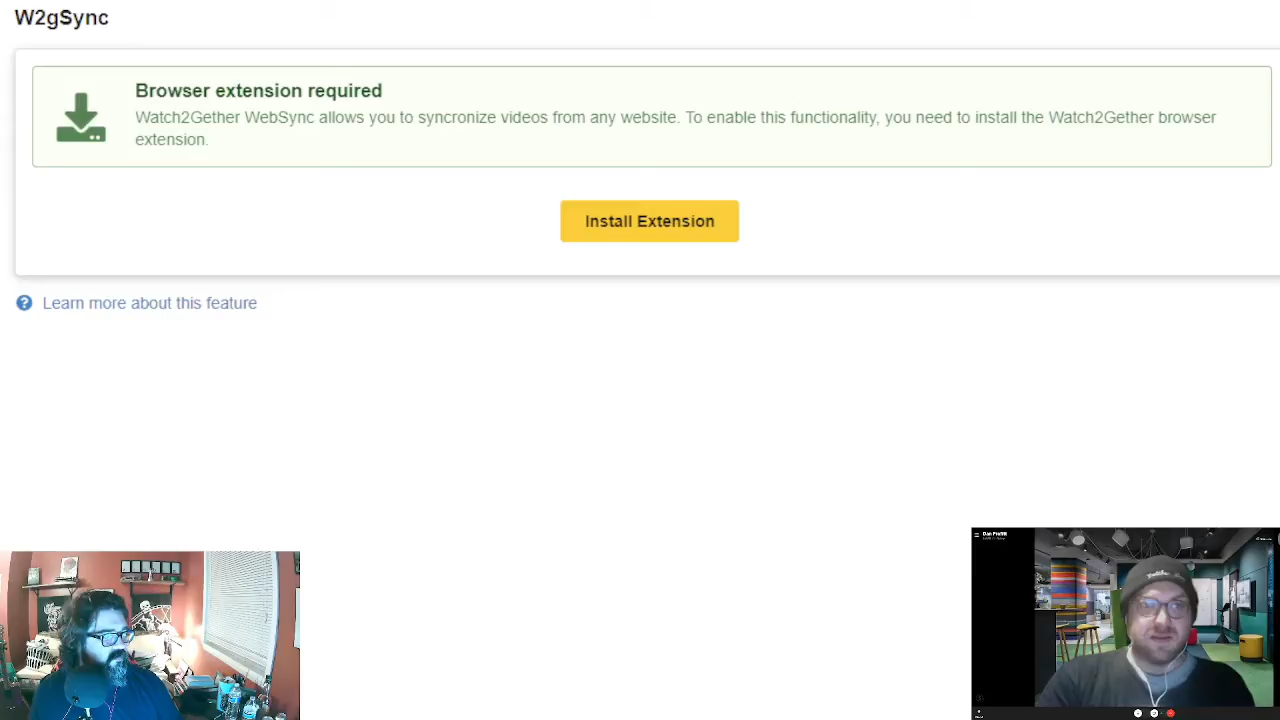 W2gSync
Browser extension required
Watch2Gether WebSync allows you to syncronize videos from any website. To enable this functionality, you need to install the Watch2Gether browser
extension.
Install Extension
Learn more about this feature